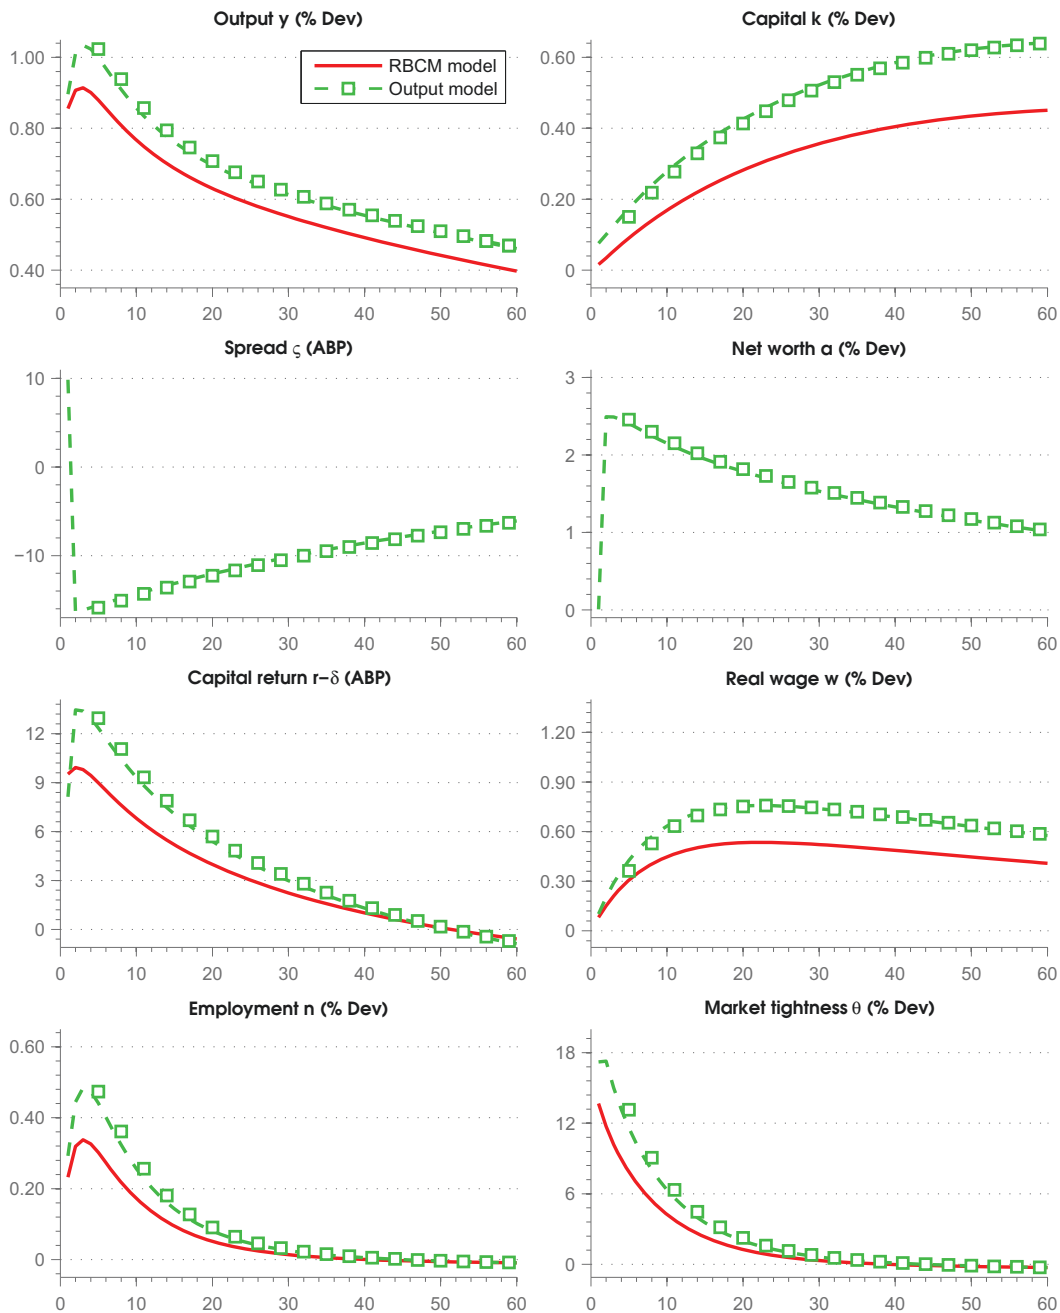 Output y (% Dev)
1.00
0.80
0.60
0.40
0 10 20 30 40 50 60
RBCM model
Output model
Capital k (% Dev)
0.60
0.40
0.20
0
0 10 20 30 40 50 60
Spread ς (ABP)
10
0
−10
0 10 20 30 40 50 60
Net worth a (% Dev)
3
2
1
0
0 10 20 30 40 50 60
Capital return r−δ (ABP)
12
9
6
3
0
0 10 20 30 40 50 60
Real wage w (% Dev)
1.20
0.90
0.60
0.30
0
0 10 20 30 40 50 60
Employment n (% Dev)
0.60
0.40
0.20
0
0 10 20 30 40 50 60
Market tightness θ (% Dev)
18
12
6
0
0 10 20 30 40 50 60